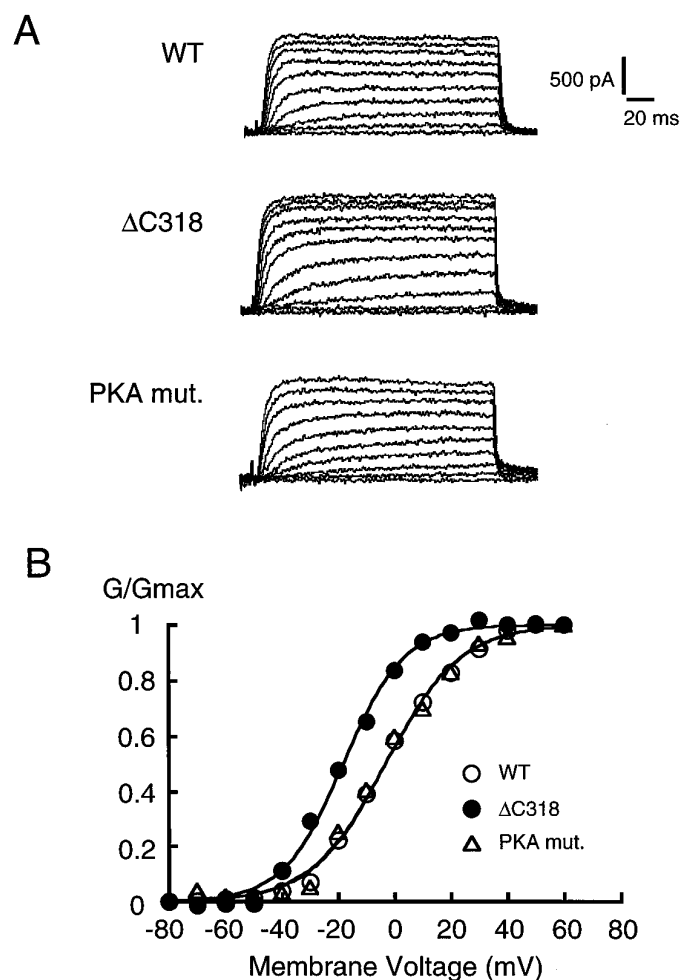 A
WT
500 pA
20 ms
ΔC318
PKA mut.
B
G/Gmax
1
0.8
0.6
0.4
0.2
0
-80 -60 -40 -20 0 20 40 60 80
Membrane Voltage (mV)
WT
ΔC318
PKA mut.